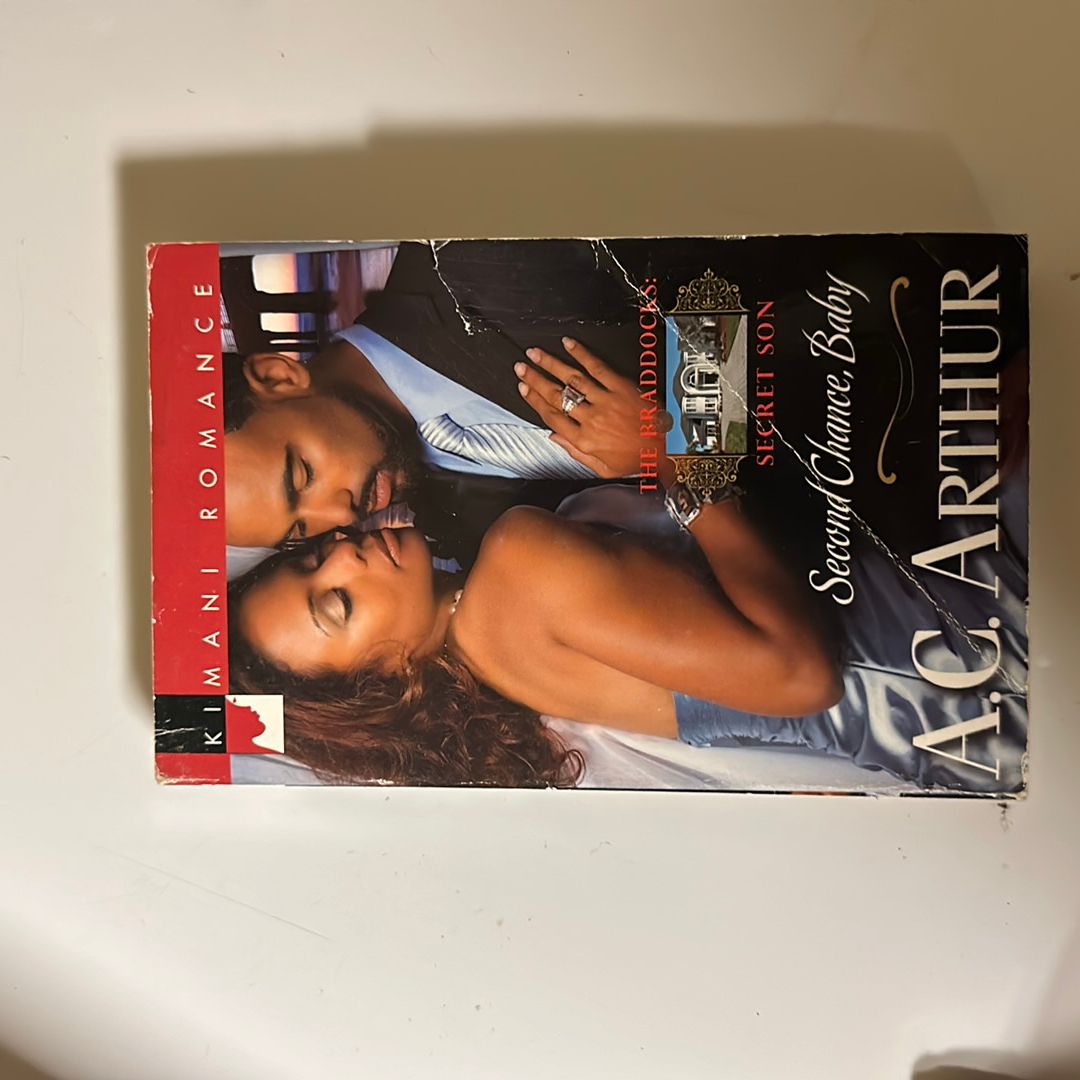 KIMANI ROMANCE
THE BRADDOCKS:
SECRET SON
Second Chance, Baby
A.C. ARTHUR